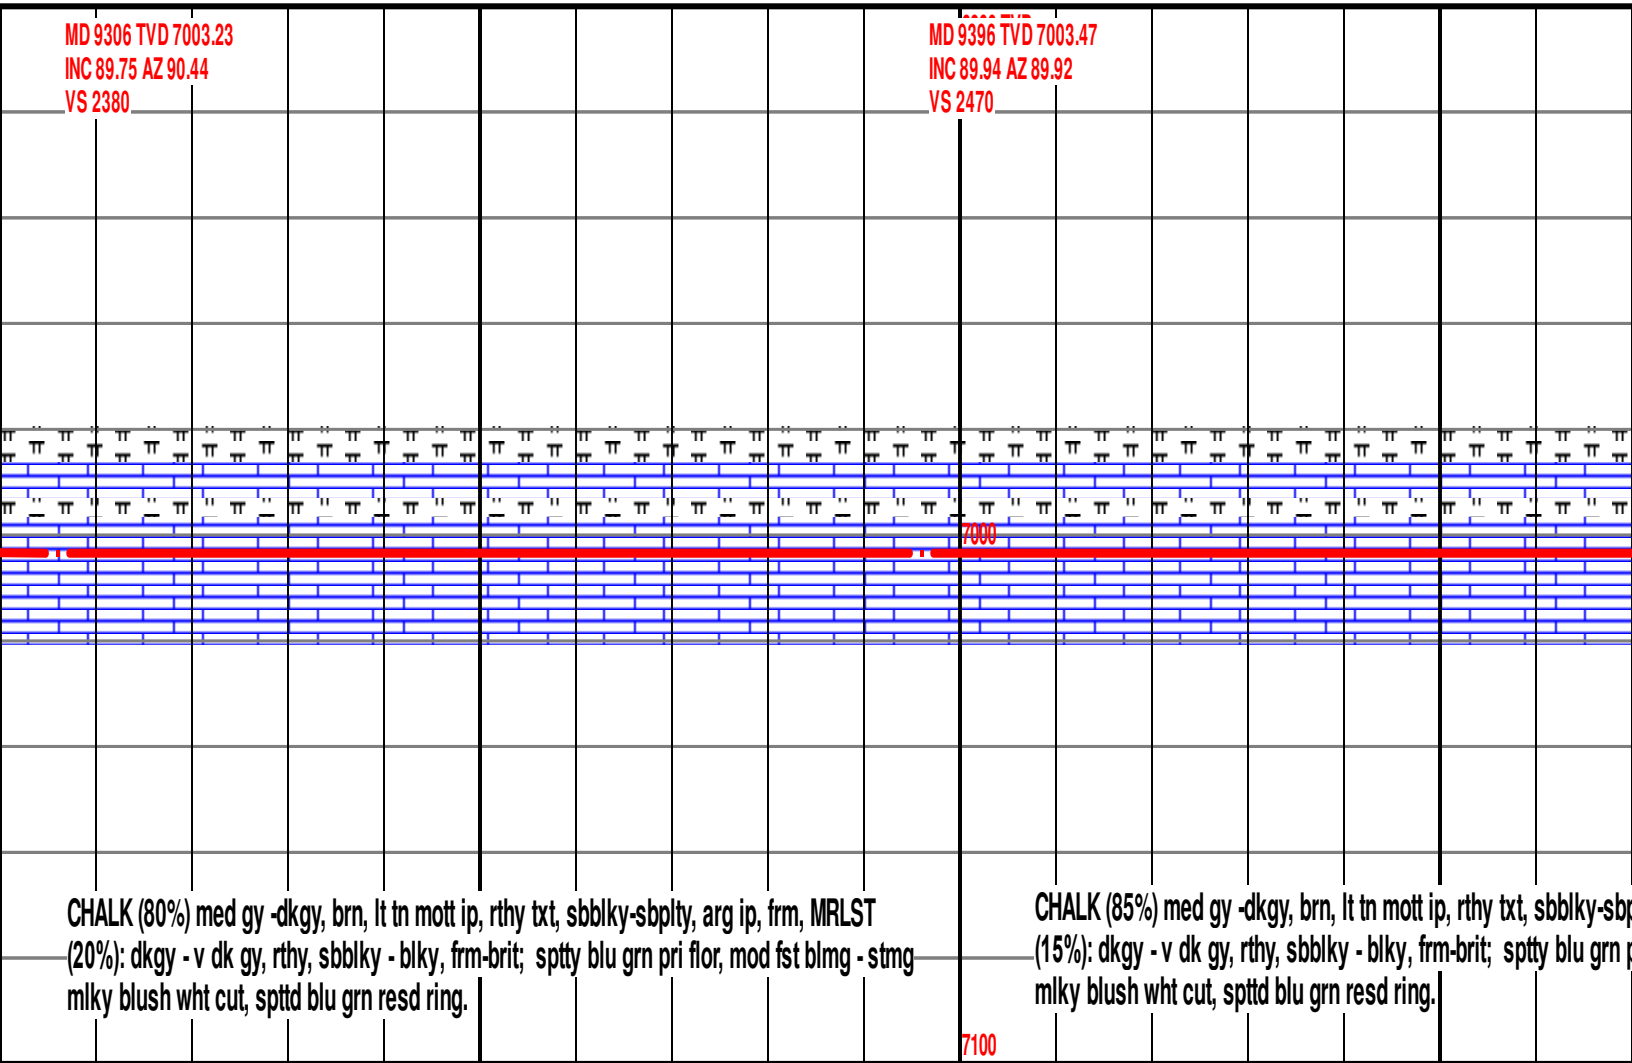 MD 9306 TVD 7003.23
INC 89.75 AZ 90.44
VS 2380
MD 9396 TVD 7003.47
INC 89.94 AZ 89.92
VS 2470
7000
CHALK (80%) med gy -dkgy, brn, lt tn mott ip, rthy txt, sbblky-sbplty, arg ip, frm, MRLST
(20%): dkgy - v dk gy, rthy, sbblky - blky, frm-brit; sptty blu grn pri flor, mod fst blmg - stmg
mlky blush wht cut, spttd blu grn resd ring.
CHALK (85%) med gy -dkgy, brn, lt tn mott ip, rthy txt, sbblky-sbp
(15%): dkgy - v dk gy, rthy, sbblky - blky, frm-brit; sptty blu grn p
mlky blush wht cut, spttd blu grn resd ring.
7100